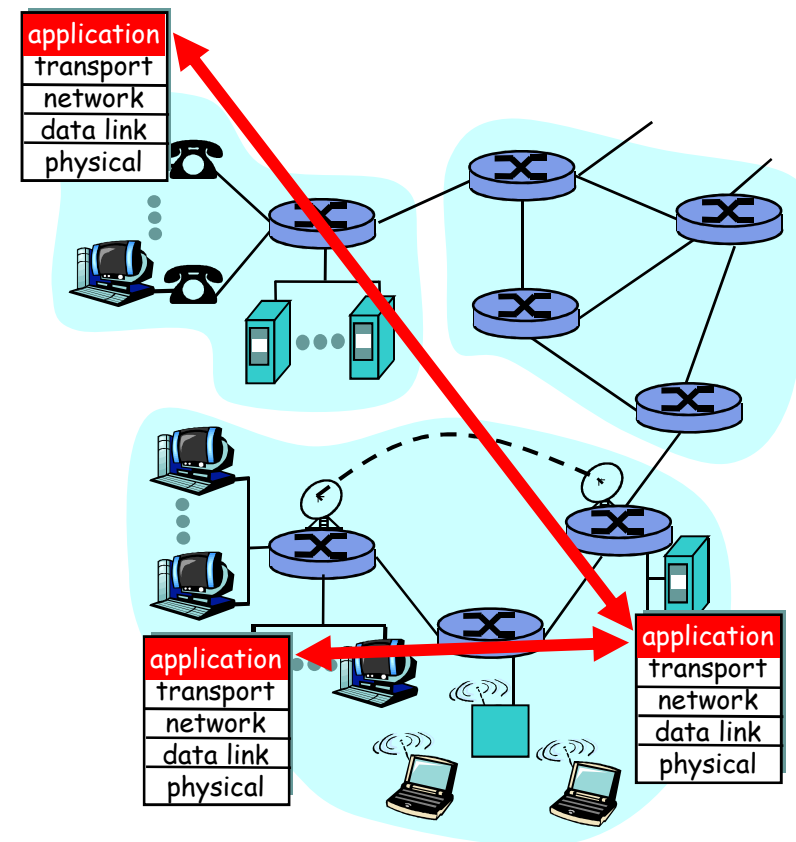 application
transport
network
data link
physical
application
transport
network
data link
physical
application
transport
network
data link
physical